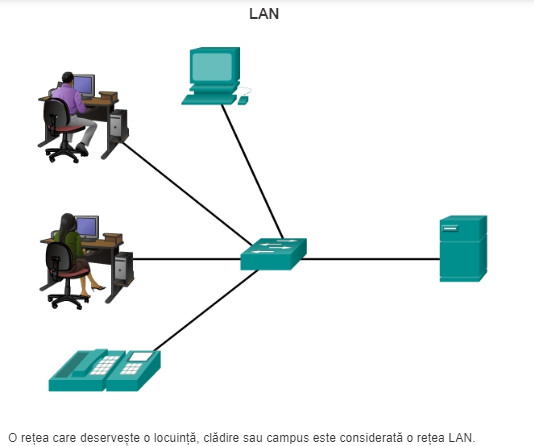 LAN
O rețea care deservește o locuință, clădire sau campus este considerată o rețea LAN.